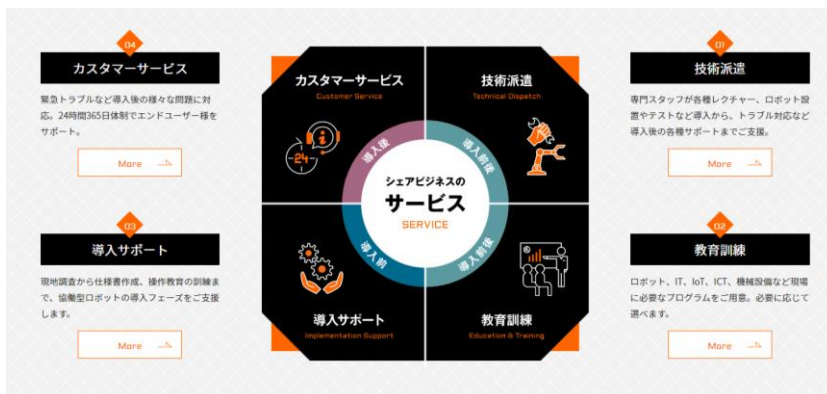 04
カスタマーサービス
緊急トラブルなど導入後の様々な問題に対
応。24時間365日体制でエンドユーザー様を
サポート。
More
03
導入サポート
現地調査から仕様書作成、操作教育の訓練ま
で、協働型ロボットの導入フェーズをご支援
します。
More
カスタマーサービス
Customer Service
24
導入後
技術派遣
Technical Dispatch
導入前後
シェアビジネスの
サービス
SERVICE
導入前
導入サポート
Implementation Support
導入前後
教育訓練
Education & Training
01
技術派遣
専門スタッフが各種レクチャー、ロボット設
置やテストなど導入から、トラブル対応など
導入後の各種サポートまでご支援。
More
02
教育訓練
ロボット、IT、IoT、ICT、機械設備など現場
に必要なプログラムをご用意。必要に応じて
選べます。
More